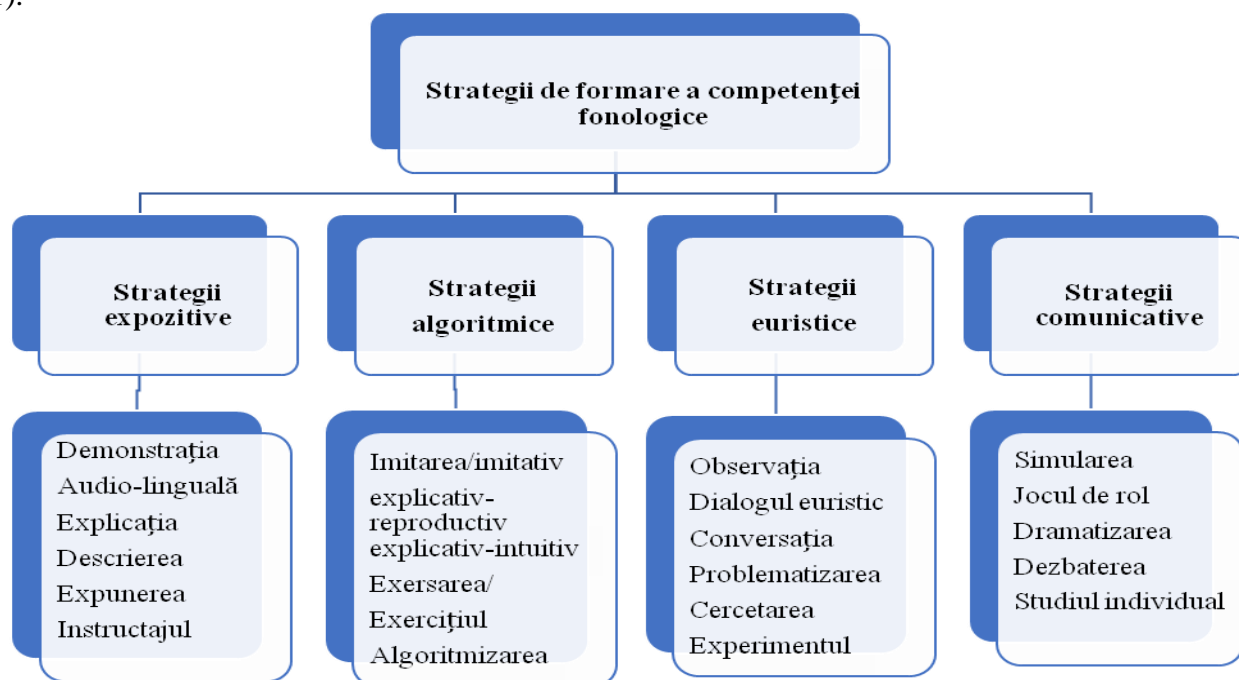 Strategii de formare a competenței
fonologice
Strategii
expozitive
Strategii
algoritmice
Strategii
euristice
Strategii
comunicative
Demonstrația
Audio-linguală
Explicația
Descrierea
Expunerea
Instructajul
Imitarea/imitativ
explicativ-
reproductiv
explicativ-intuitiv
Exersarea/
Exercițiul
Algoritmizarea
Observația
Dialogul euristic
Conversația
Problematizarea
Cercetarea
Experimentul
Simularea
Jocul de rol
Dramatizarea
Dezbaterea
Studiul individual